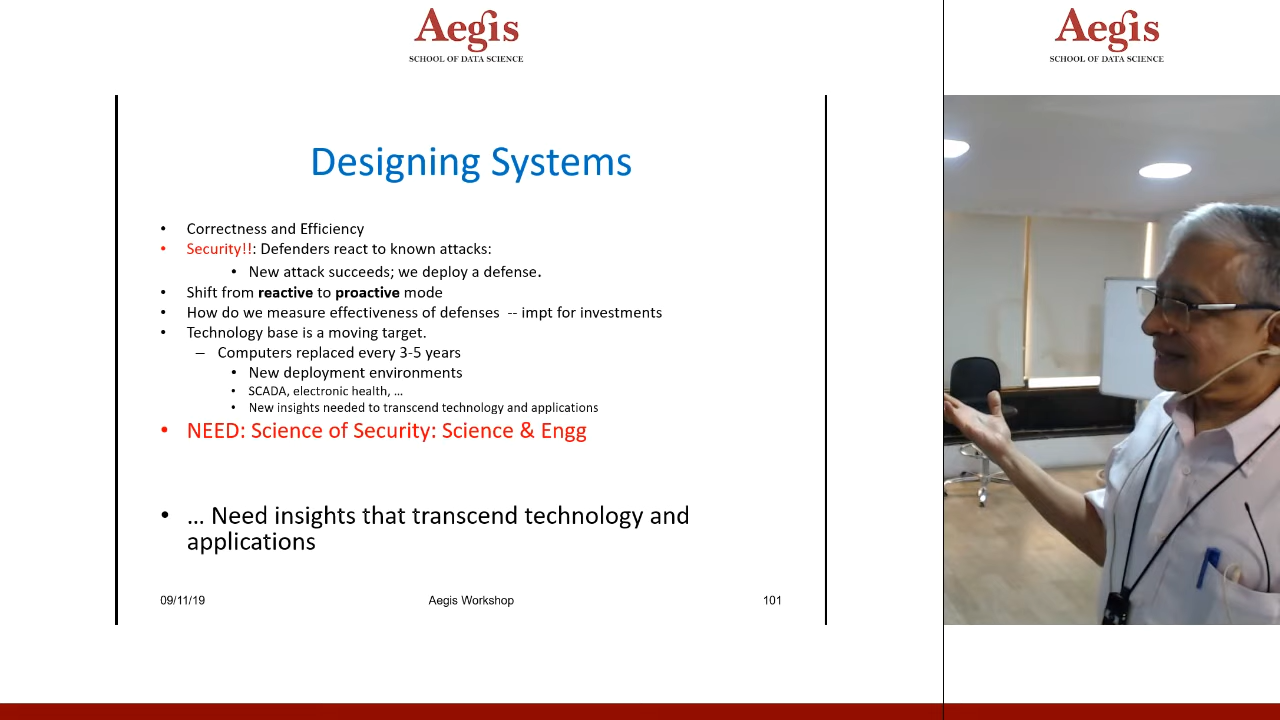 Aegis
SCHOOL OF DATA SCIENCE
Aegis
SCHOOL OF DATA SCIENCE
Designing Systems
• Correctness and Efficiency
• Security!!: Defenders react to known attacks:
• New attack succeeds; we deploy a defense.
• Shift from reactive to proactive mode
• How do we measure effectiveness of defenses -- impt for investments
• Technology base is a moving target.
– Computers replaced every 3-5 years
• New deployment environments
• SCADA, electronic health, ...
• New insights needed to transcend technology and applications
• NEED: Science of Security: Science & Engg
• ... Need insights that transcend technology and
applications
09/11/19
Aegis Workshop
101